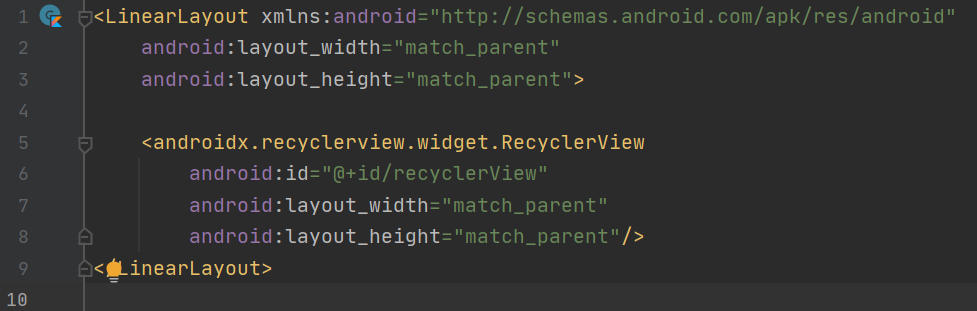 1 <LinearLayout xmlns:android="http://schemas.android.com/apk/res/android"
2 android:layout_width="match_parent"
3 android:layout_height="match_parent">
4
5 <androidx.recyclerview.widget.RecyclerView
6 android:id="@+id/recyclerView"
7 android:layout_width="match_parent"
8 android:layout_height="match_parent"/>
9 <LinearLayout>
10